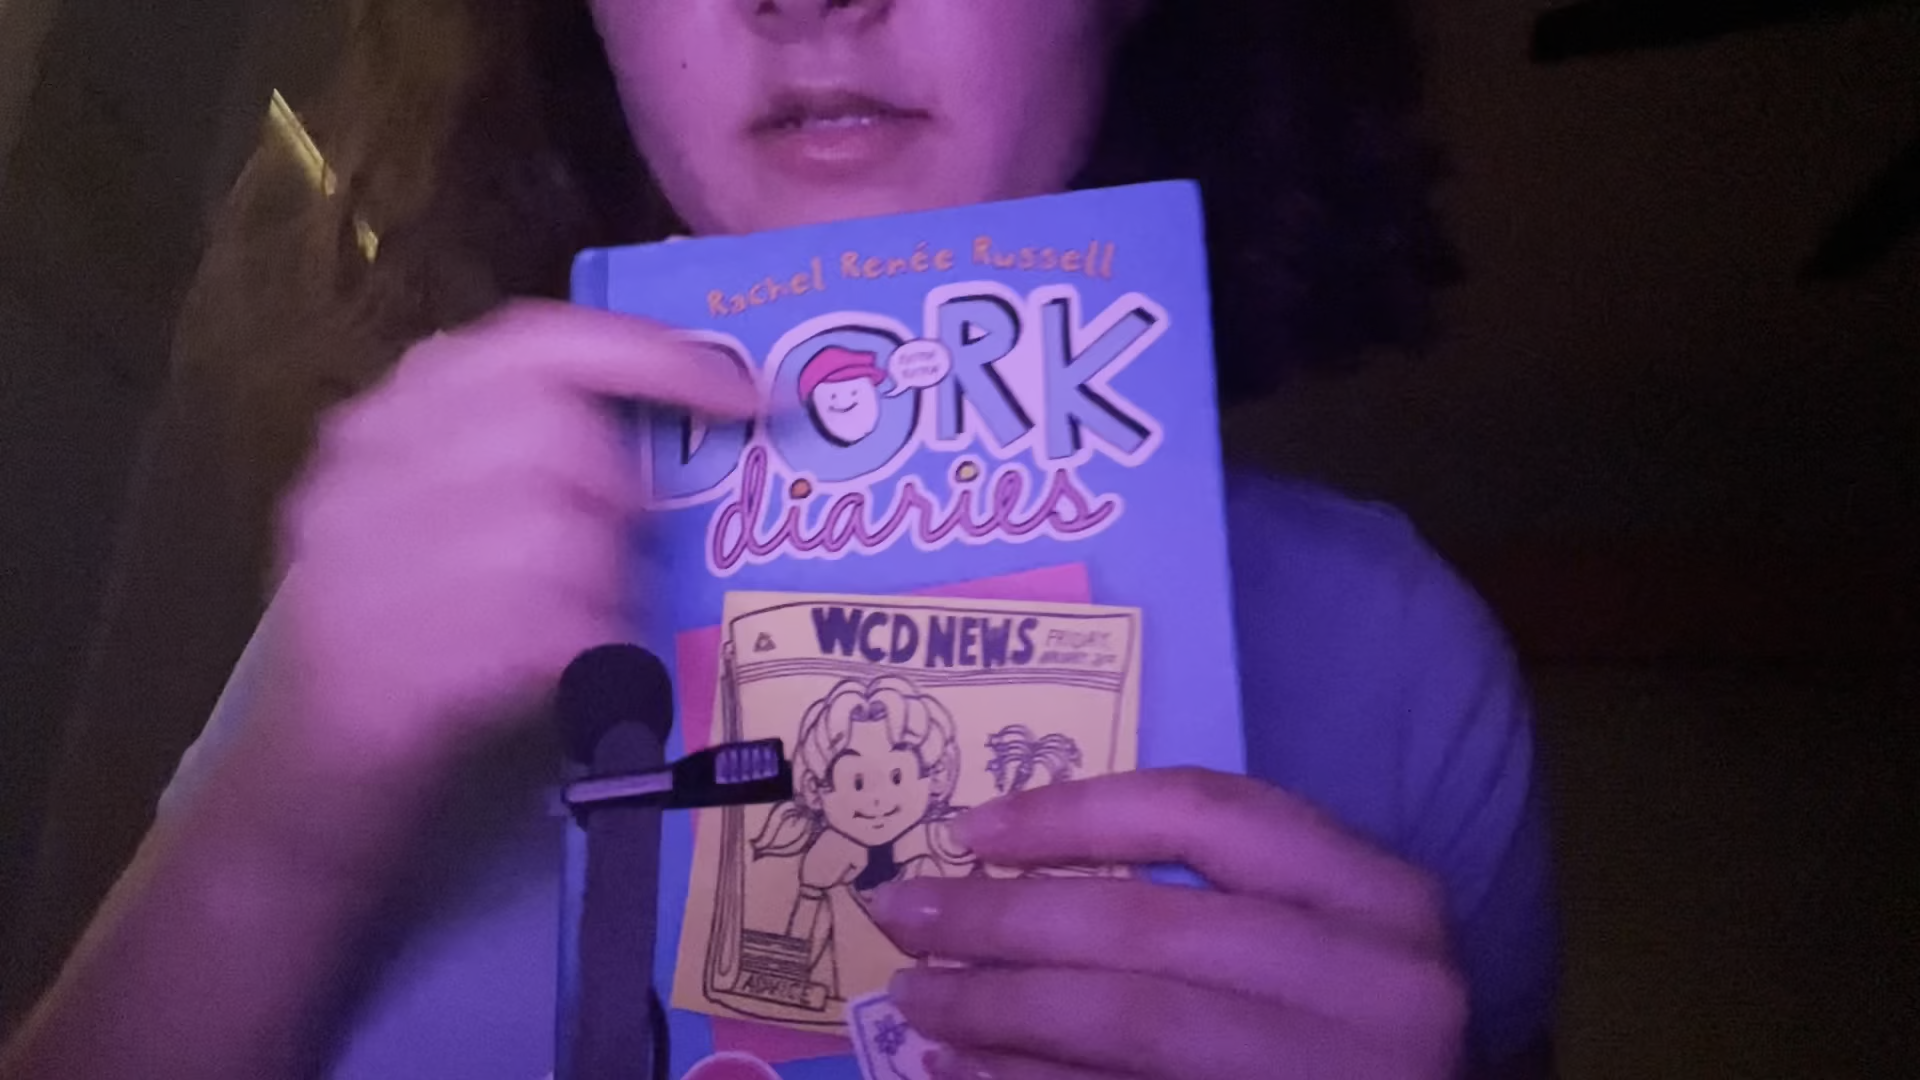 Rachel Renée Russell
DORK
diaries
WCD NEWS
FRIDAY,
ADVICE